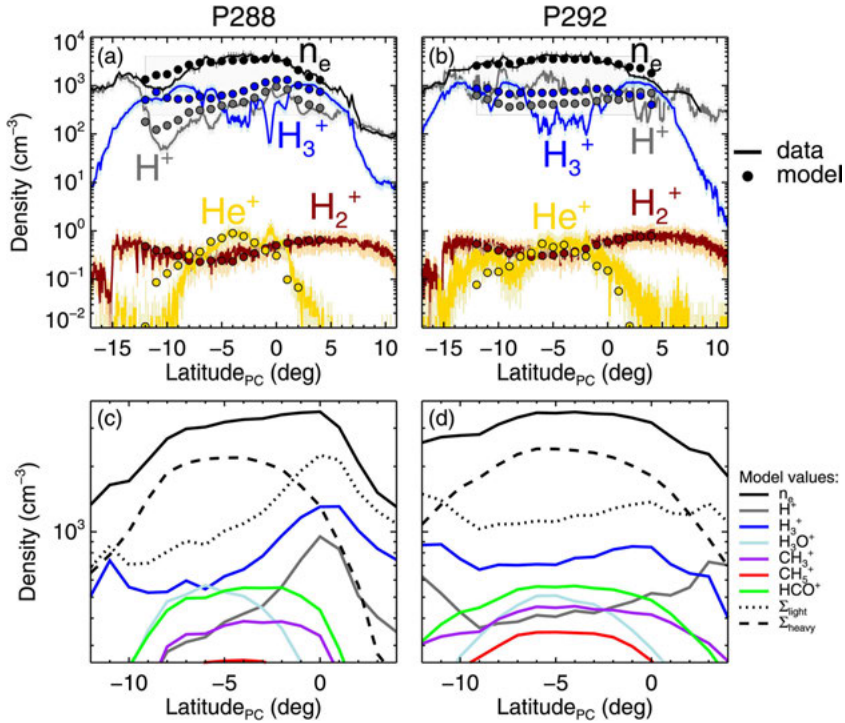 P288
P292
(a)
nₑ
H₃⁺
H⁺
He⁺
H₂⁺
Density (cm⁻³)
10⁴
10³
10²
10¹
10⁰
10⁻¹
10⁻²
−15 −10 −5 0 5 10
Latitude_PC (deg)
(b)
nₑ
H₃⁺
H⁺
He⁺
H₂⁺
−15 −10 −5 0 5 10
Latitude_PC (deg)
data
model
(c)
Density (cm⁻³)
10³
−10 −5 0
Latitude_PC (deg)
(d)
−10 −5 0
Latitude_PC (deg)
Model values:
nₑ
H⁺
H₃⁺
H₃O⁺
CH₃⁺
CH₅⁺
HCO⁺
Σ_light
Σ_heavy